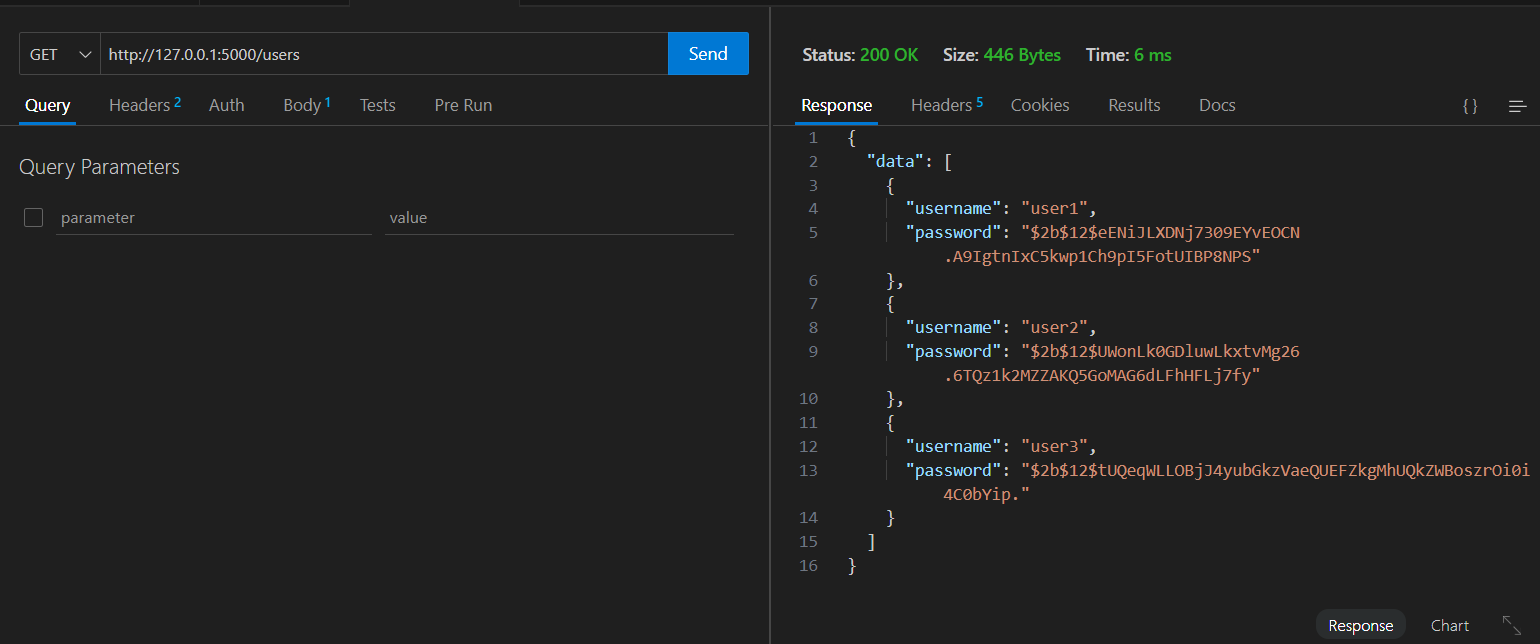 GET http://127.0.0.1:5000/users Send
Query Headers 2 Auth Body 1 Tests Pre Run
Query Parameters
parameter value
Status: 200 OK Size: 446 Bytes Time: 6 ms
Response Headers 5 Cookies Results Docs {}
1 {
2 "data": [
3 {
4 "username": "user1",
5 "password": "$2b$12$eENiJLXDNj7309EYvEOCN
.A9IgtnIxC5kwp1Ch9pI5FotUIBP8NPS"
6 },
7 {
8 "username": "user2",
9 "password": "$2b$12$UWonLk0GDluwLkxtvMg26
.6TQz1k2MZZAKQ5GoMAG6dLFhHFLj7fy"
10 },
11 {
12 "username": "user3",
13 "password": "$2b$12$tUQeqWLLOBjJ4yubGkzVaeQUEFZkgMhUQkZWBoszrOi0i
4C0bYip."
14 }
15 ]
16 }
Response Chart